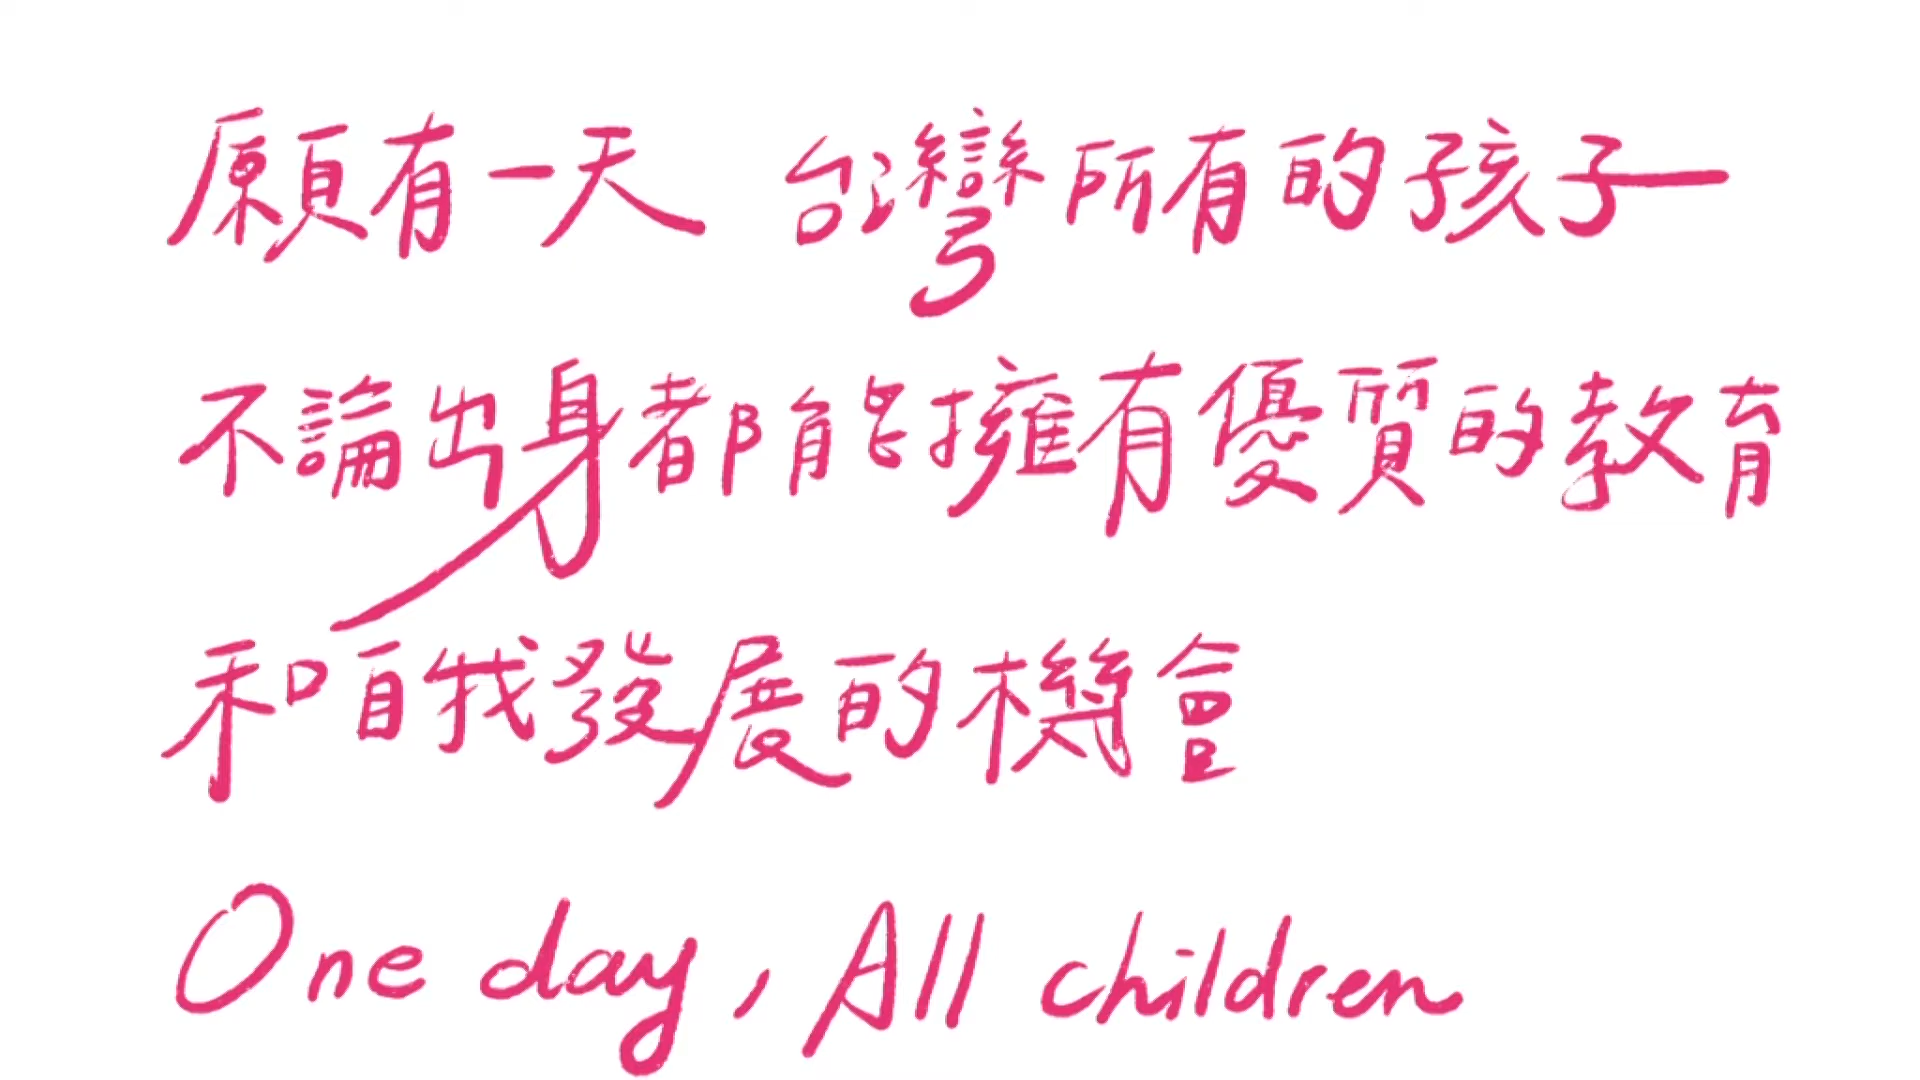 願有一天 台灣所有的孩子
不論出身都能擁有優質的教育
和自我發展的機會
One day, All children